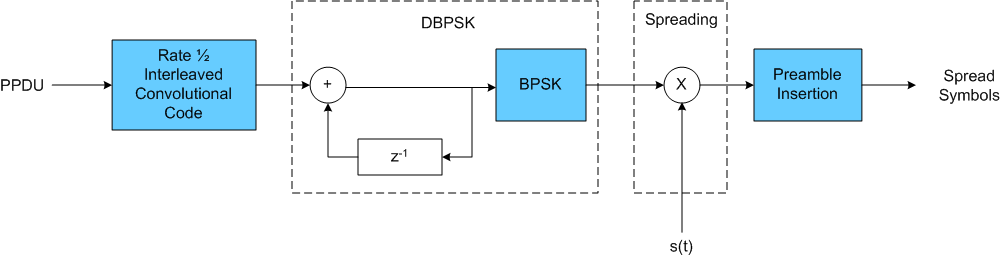 DBPSK
Spreading
PPDU
Rate ½
Interleaved
Convolutional
Code
+
BPSK
X
Preamble
Insertion
Spread
Symbols
z⁻¹
s(t)